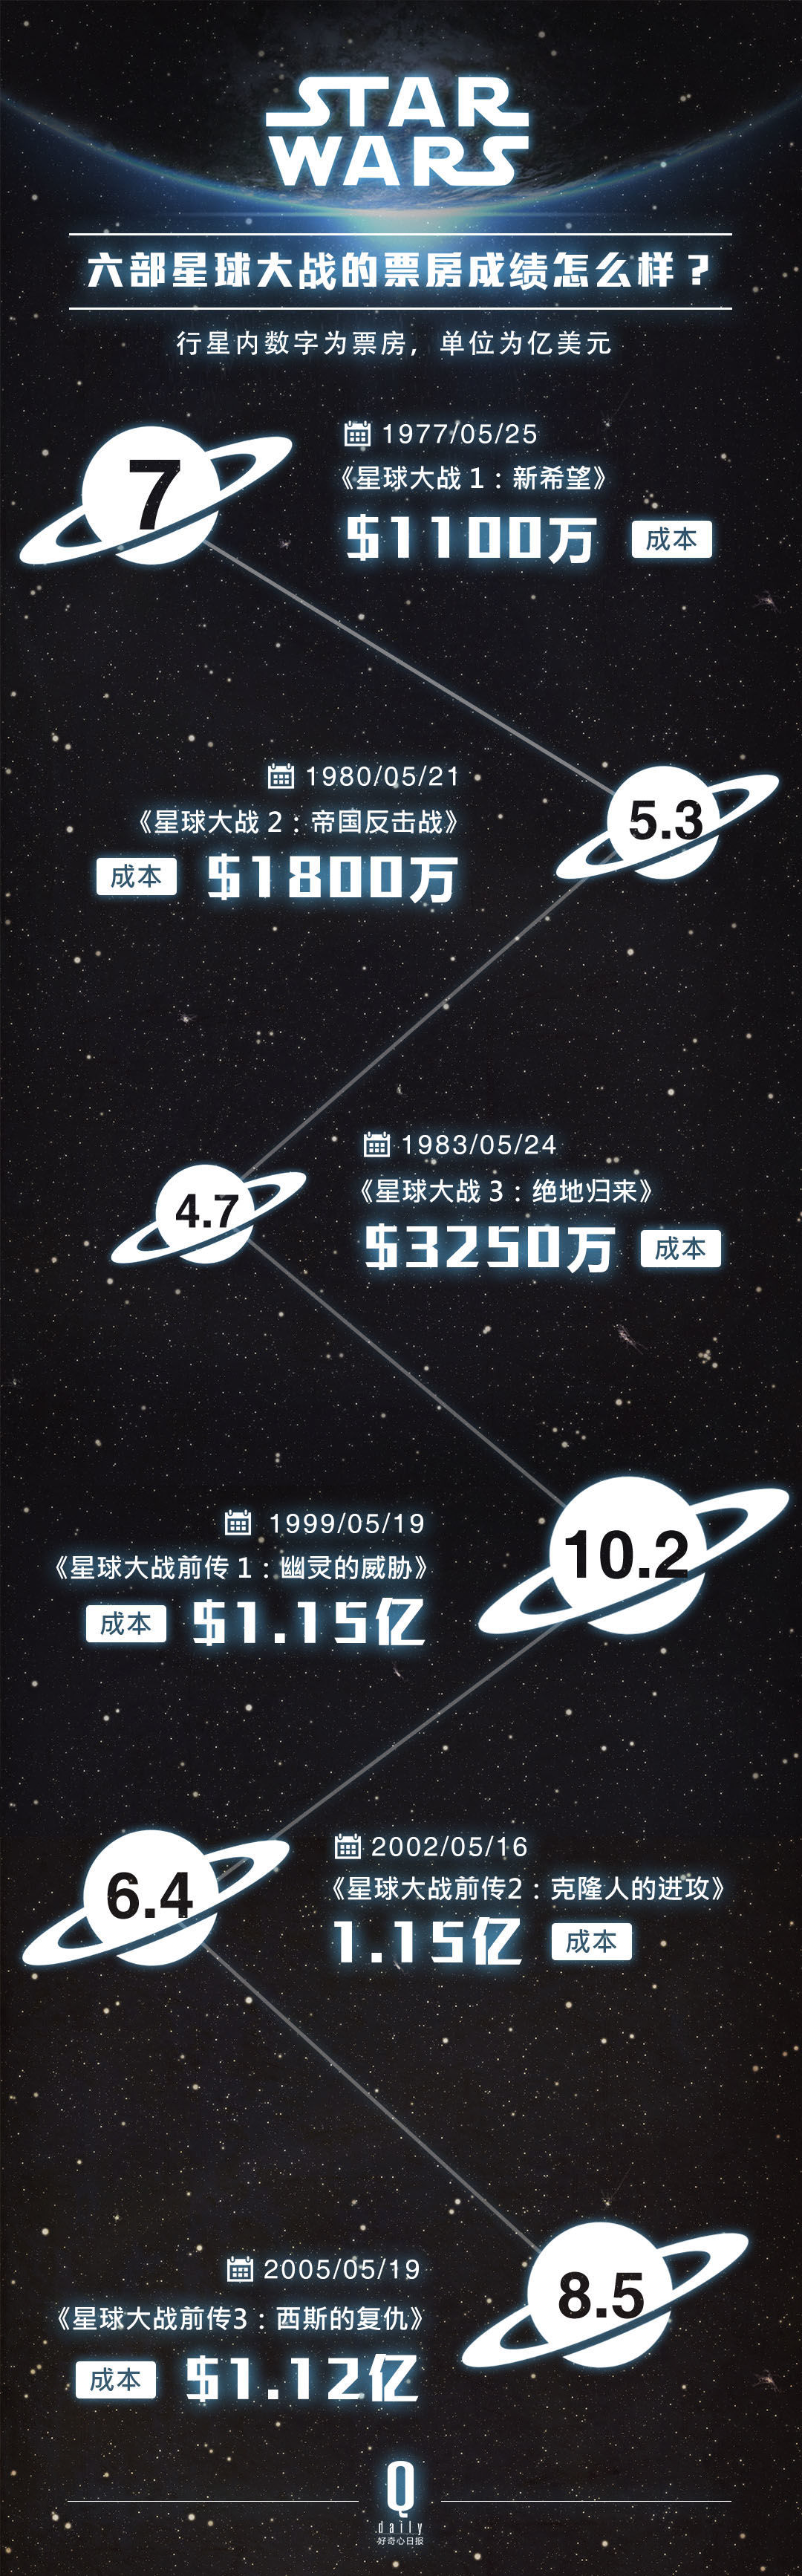 STAR
WARS
六部星球大战的票房成绩怎么样？
行星内数字为票房，单位为亿美元
7
1977/05/25
《星球大战 1：新希望》
$1100万 成本
1980/05/21
《星球大战 2：帝国反击战》
成本 $1800万
5.3
1983/05/24
《星球大战 3：绝地归来》
4.7
$3250万 成本
1999/05/19
《星球大战前传 1：幽灵的威胁》
成本 $1.15亿
10.2
2002/05/16
《星球大战前传2：克隆人的进攻》
6.4
1.15亿 成本
2005/05/19
《星球大战前传3：西斯的复仇》
成本 $1.12亿
8.5
Q
daily
好奇心日报